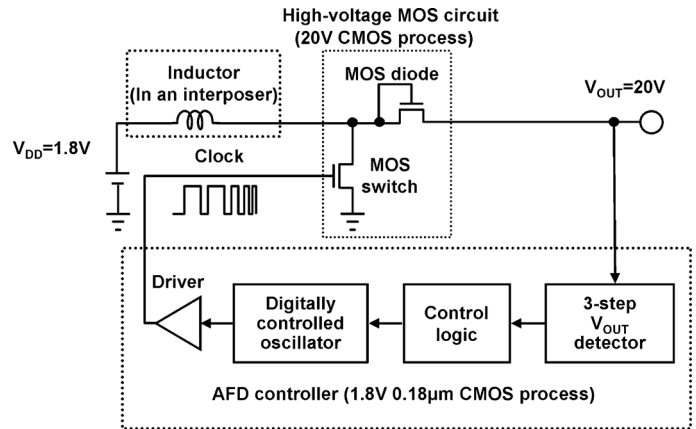 High-voltage MOS circuit
(20V CMOS process)
Inductor
(In an interposer)
MOS diode
VOUT=20V
VDD=1.8V
Clock
MOS
switch
Driver
Digitally
controlled
oscillator
Control
logic
3-step
VOUT
detector
AFD controller (1.8V 0.18μm CMOS process)